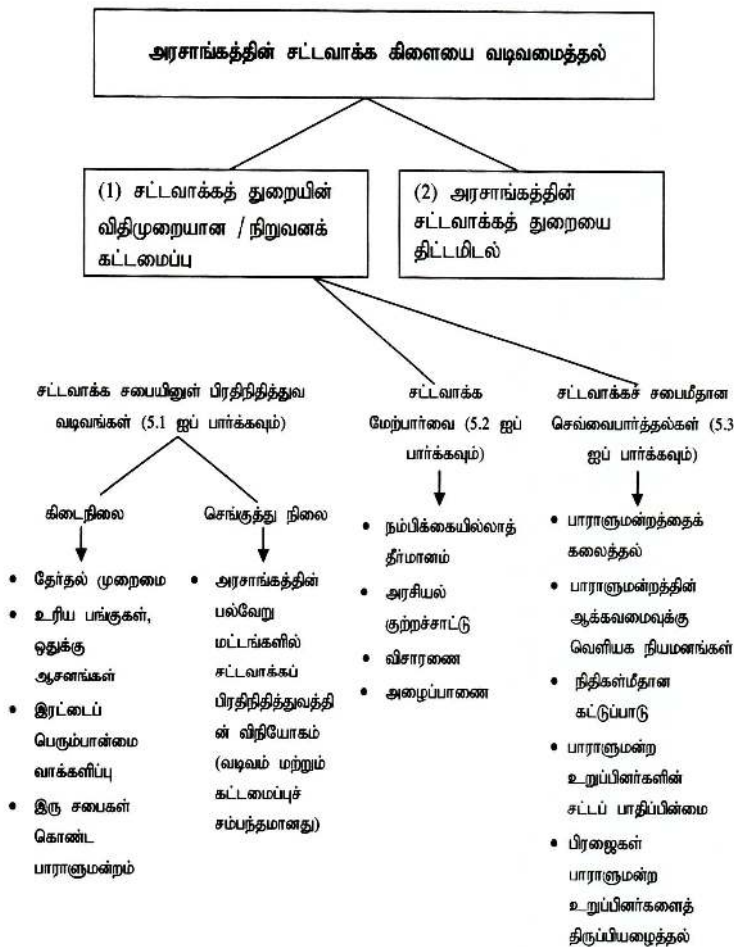 அரசாங்கத்தின் சட்டவாக்க கிளையை வடிவமைத்தல்
(1) சட்டவாக்கத் துறையின்
விதிமுறையான / நிறுவனக்
கட்டமைப்பு
(2) அரசாங்கத்தின்
சட்டவாக்கத் துறையை
திட்டமிடல்
சட்டவாக்க சபையினுள் பிரதிநிதித்துவ
வடிவங்கள் (5.1 ஐப் பார்க்கவும்)
கிடைநிலை
• தேர்தல் முறைமை
• உரிய பங்குகள்,
ஒதுக்கு
ஆசனங்கள்
• இரட்டைப்
பெரும்பான்மை
வாக்களிப்பு
• இரு சபைகள்
கொண்ட
பாராளுமன்றம்
செங்குத்து நிலை
• அரசாங்கத்தின்
பல்வேறு
மட்டங்களில்
சட்டவாக்கப்
பிரதிநிதித்துவத்தி
ன் விநியோகம்
(வடிவம் மற்றும்
கட்டமைப்புச்
சம்பந்தமானது)
சட்டவாக்க
மேற்பார்வை (5.2 ஐப்
பார்க்கவும்)
• நம்பிக்கையில்லாத்
தீர்மானம்
• அரசியல்
குற்றச்சாட்டு
• விசாரணை
• அழைப்பாணை
சட்டவாக்கச் சபைமீதான
செவ்வைபார்த்தல்கள் (5.3
ஐப் பார்க்கவும்)
• பாராளுமன்றத்தைக்
கலைத்தல்
• பாராளுமன்றத்தின்
ஆக்கவமைவுக்கு
வெளியக நியமனங்கள்
• நிதிகள்மீதான
கட்டுப்பாடு
• பாராளுமன்ற
உறுப்பினர்களின்
சட்டப் பாதிப்பின்மை
• பிரஜைகள்
பாராளுமன்ற
உறுப்பினர்களைத்
திருப்பியழைத்தல்